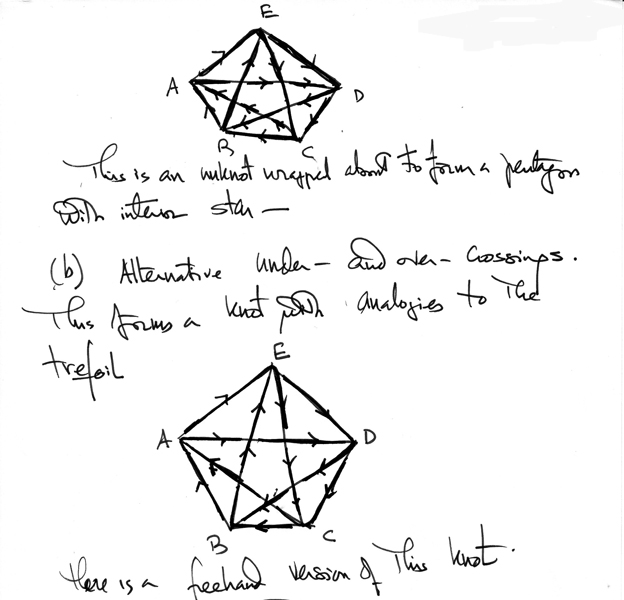 E
A
D
B
C
This is an unknot wrapped about to form a pentagon
With interior star —
(b) Alternative under- and over- crossings.
This forms a knot with analogies to the
trefoil
E
A
D
B
C
Here is a freehand version of this knot.